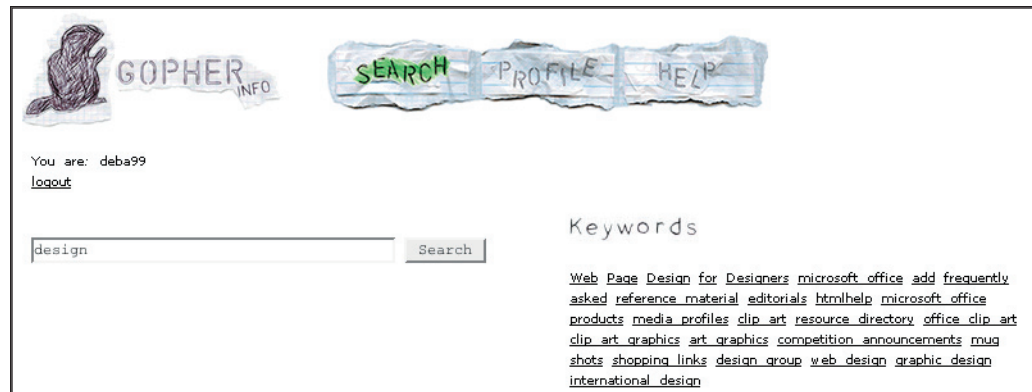 GOPHER
INFO
SEARCH PROFILE HELP
You are: deba99
logout
design Search
Keywords
Web Page Design for Designers microsoft office add frequently
asked reference material editorials htmlhelp microsoft office
products media profiles clip art resource directory office clip art
clip art graphics art graphics competition announcements mug
shots shopping links design group web design graphic design
international design